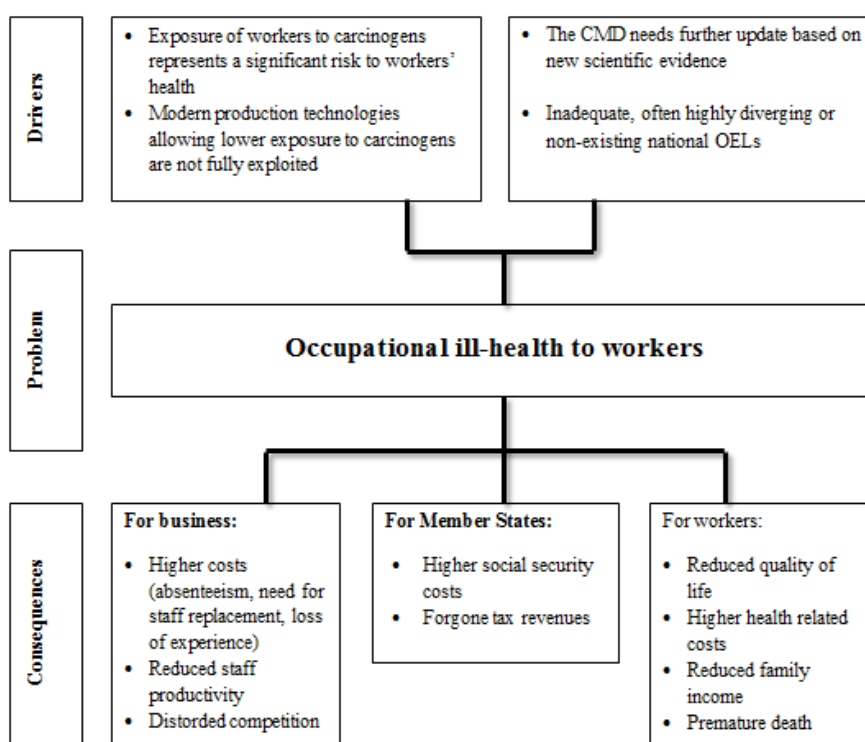 Drivers
• Exposure of workers to carcinogens
represents a significant risk to workers'
health
• Modern production technologies
allowing lower exposure to carcinogens
are not fully exploited
• The CMD needs further update based on
new scientific evidence
• Inadequate, often highly diverging or
non-existing national OELs
Problem
Occupational ill-health to workers
Consequences
For business:
• Higher costs
(absenteeism, need for
staff replacement, loss
of experience)
• Reduced staff
productivity
• Distorded competition
For Member States:
• Higher social security
costs
• Forgone tax revenues
For workers:
• Reduced quality of
life
• Higher health related
costs
• Reduced family
income
• Premature death